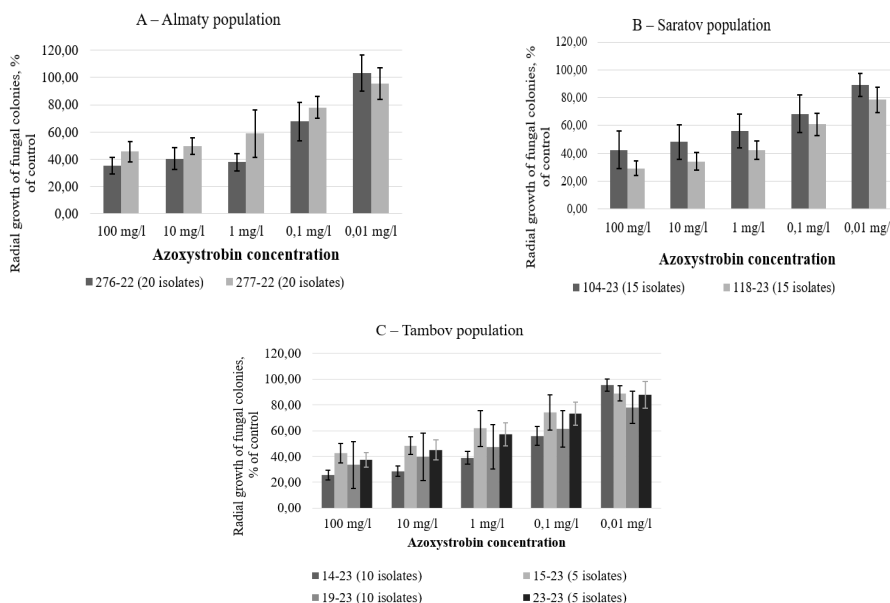 A – Almaty population
Radial growth of fungal colonies, %
of control
120,00
100,00
80,00
60,00
40,00
20,00
0,00
100 mg/l 10 mg/l 1 mg/l 0,1 mg/l 0,01 mg/l
Azoxystrobin concentration
276-22 (20 isolates) 277-22 (20 isolates)
B – Saratov population
Radial growth of fungal colonies, %
of control
120,00
100,00
80,00
60,00
40,00
20,00
0,00
100 mg/l 10 mg/l 1 mg/l 0,1 mg/l 0,01 mg/l
Azoxystrobin concentration
104-23 (15 isolates) 118-23 (15 isolates)
C – Tambov population
Radial growth of fungal colonies,
% of control
120,00
100,00
80,00
60,00
40,00
20,00
0,00
100 mg/l 10 mg/l 1 mg/l 0,1 mg/l 0,01 mg/l
Azoxystrobin concentration
14-23 (10 isolates) 15-23 (5 isolates)
19-23 (10 isolates) 23-23 (5 isolates)